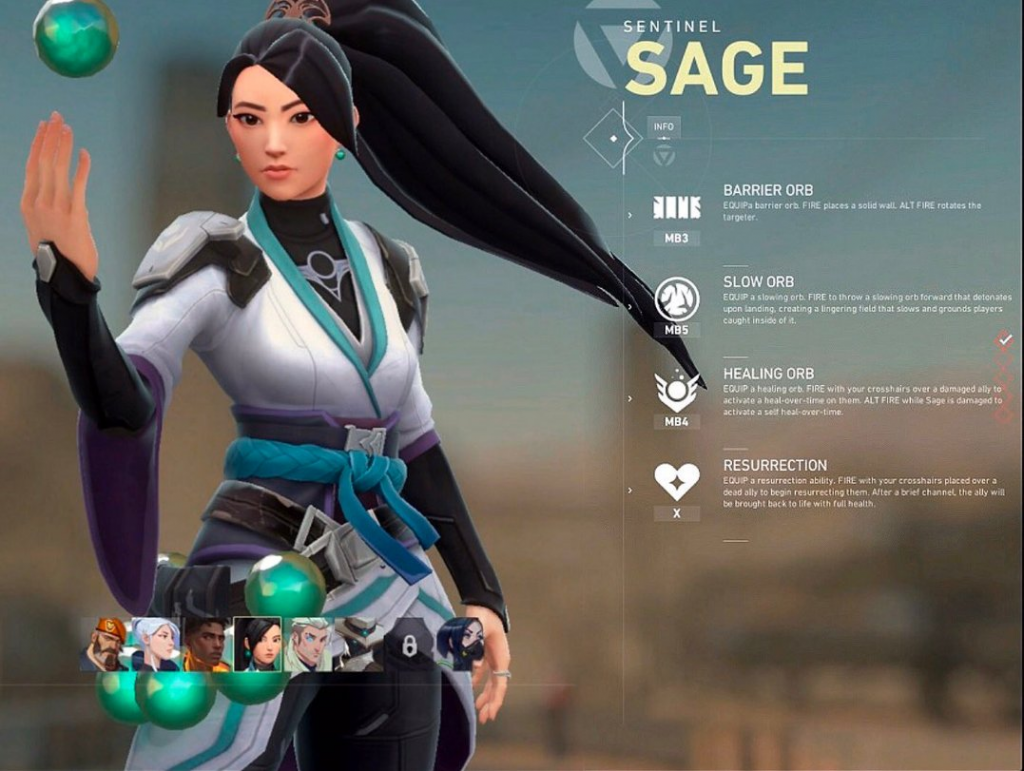 SENTINEL
SAGE
INFO
BARRIER ORB
EQUIPa barrier orb. FIRE places a solid wall. ALT FIRE rotates the
targeter.
MB3
SLOW ORB
EQUIP a slowing orb. FIRE to throw a slowing orb forward that detonates
upon landing, creating a lingering field that slows and grounds players
caught inside of it.
MB5
HEALING ORB
EQUIP a healing orb. FIRE with your crosshairs over a damaged ally to
activate a heal-over-time on them. ALT FIRE while Sage is damaged to
activate a self heal-over-time.
MB4
RESURRECTION
EQUIP a resurrection ability. FIRE with your crosshairs placed over a
dead ally to begin resurrecting them. After a brief channel, the ally will
be brought back to life with full health.
X